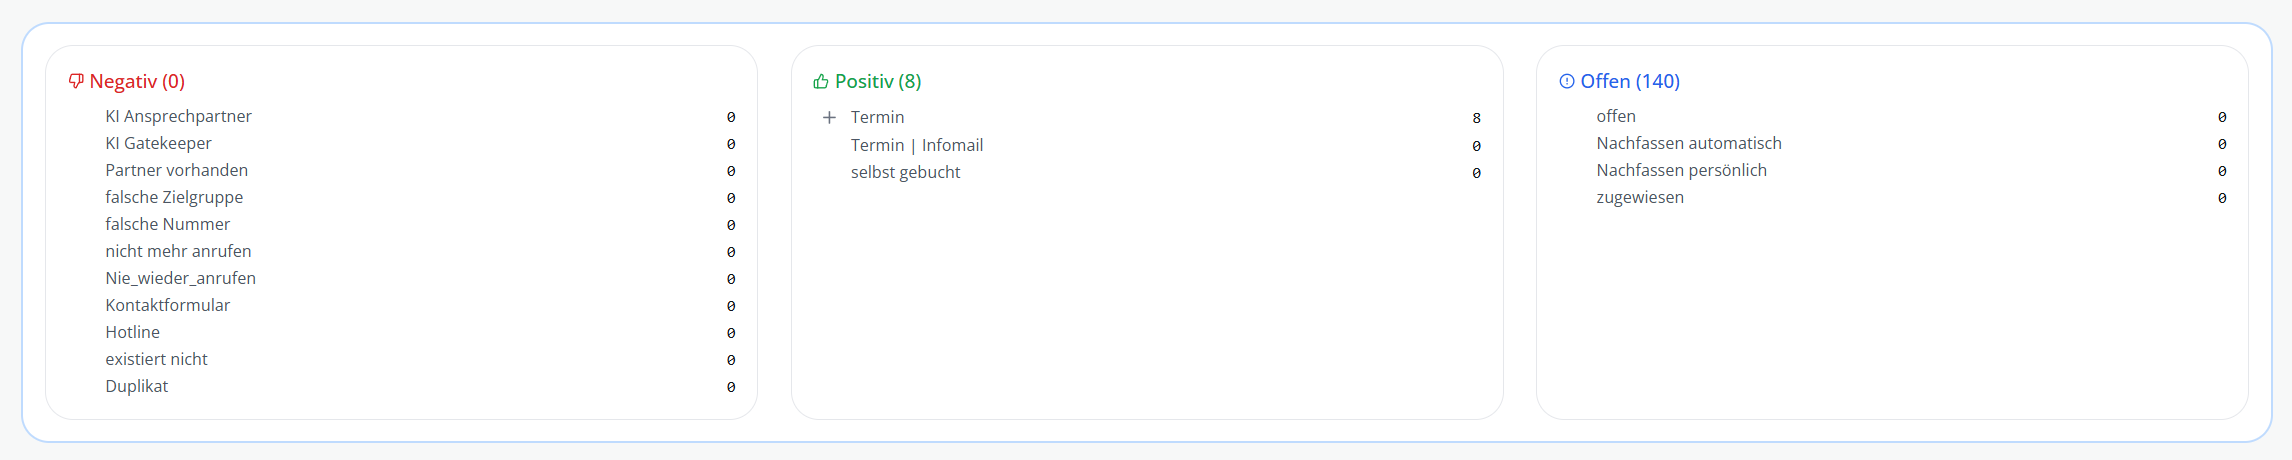 Negativ (0)
KI Ansprechpartner 0
KI Gatekeeper 0
Partner vorhanden 0
falsche Zielgruppe 0
falsche Nummer 0
nicht mehr anrufen 0
Nie_wieder_anrufen 0
Kontaktformular 0
Hotline 0
existiert nicht 0
Duplikat 0
Positiv (8)
Termin 8
Termin | Infomail 0
selbst gebucht 0
Offen (140)
offen 0
Nachfassen automatisch 0
Nachfassen persönlich 0
zugewiesen 0